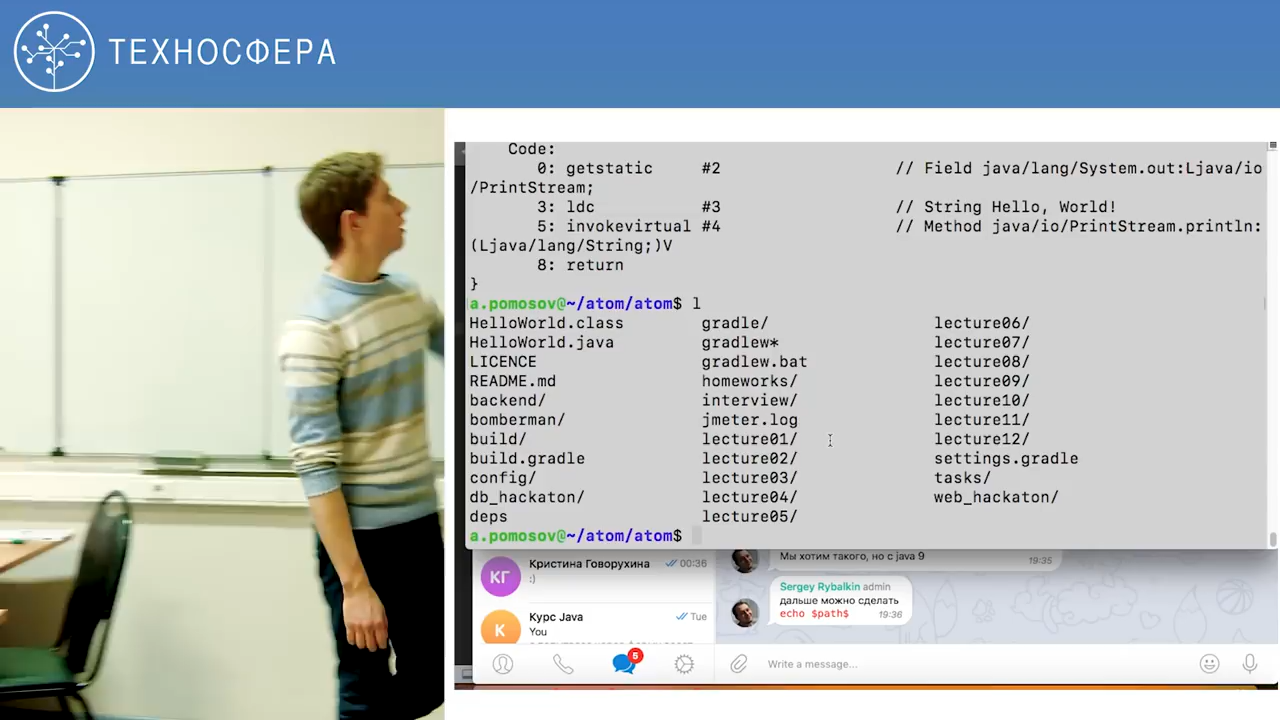 ТЕХНОСФЕРА
Code:
0: getstatic #2 // Field java/lang/System.out:Ljava/io
/PrintStream;
3: ldc #3 // String Hello, World!
5: invokevirtual #4 // Method java/io/PrintStream.println:
(Ljava/lang/String;)V
8: return
}
a.pomosov@~/atom/atom$ l
HelloWorld.class gradle/ lecture06/
HelloWorld.java gradlew* lecture07/
LICENCE gradlew.bat lecture08/
README.md homeworks/ lecture09/
backend/ interview/ lecture10/
bomberman/ jmeter.log lecture11/
build/ lecture01/ lecture12/
build.gradle lecture02/ settings.gradle
config/ lecture03/ tasks/
db_hackaton/ lecture04/ web_hackaton/
deps lecture05/
a.pomosov@~/atom/atom$
КГ
Кристина Говорухина 00:36
:)
К
Курс Java Tue
You
Мы хотим такого, но с java 9 19:35
Sergey Rybalkin admin
дальше можно сделать
echo $path$ 19:36
5
Write a message...